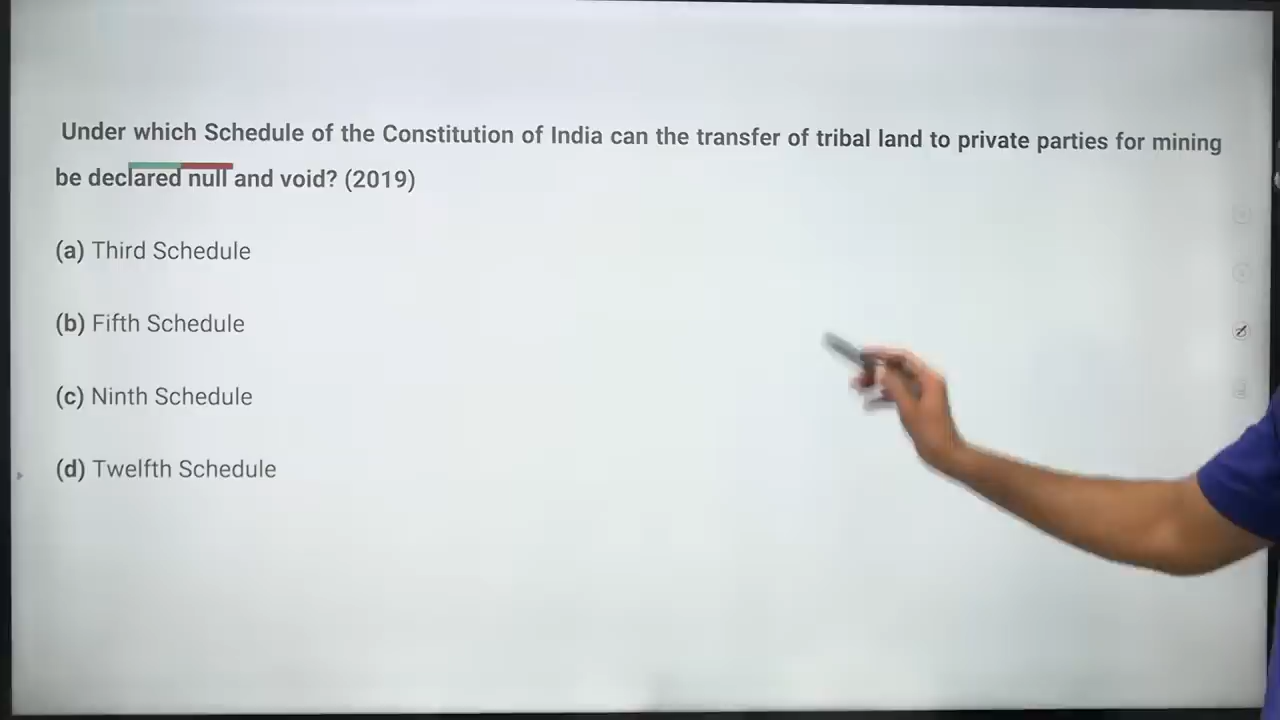 Under which Schedule of the Constitution of India can the transfer of tribal land to private parties for mining
be declared null and void? (2019)
(a) Third Schedule
(b) Fifth Schedule
(c) Ninth Schedule
(d) Twelfth Schedule